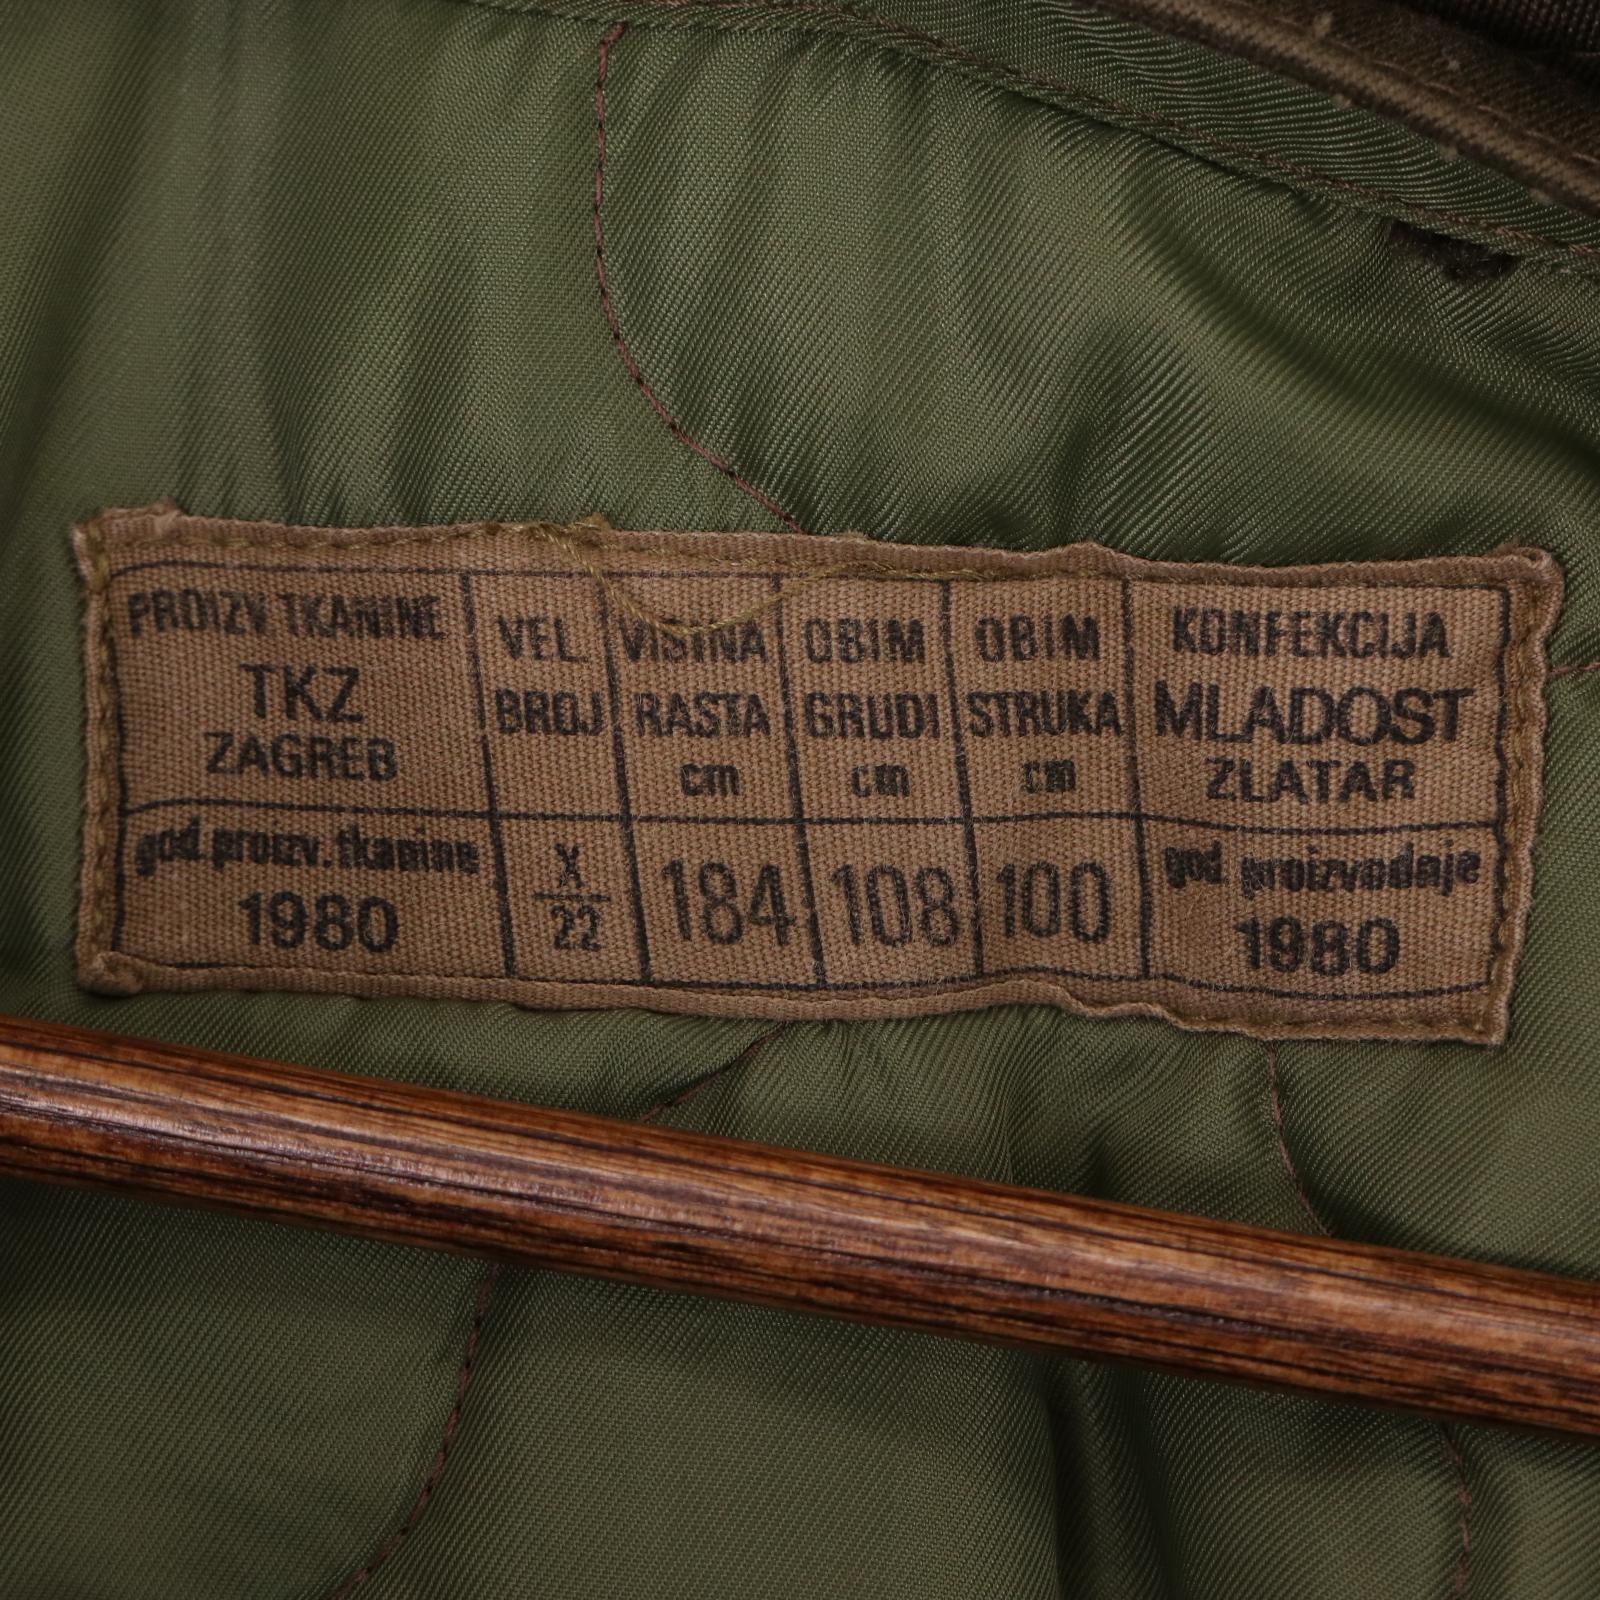 PROIZV TKANINE
TKZ
ZAGREB
god. proizv. tkanine
1980
VEL.
BROJ
X
22
VISINA
RASTA
cm
184
OBIM
GRUDI
cm
108
OBIM
STRUKA
cm
100
KONFEKCIJA
MLADOST
ZLATAR
god proizvodnje
1980